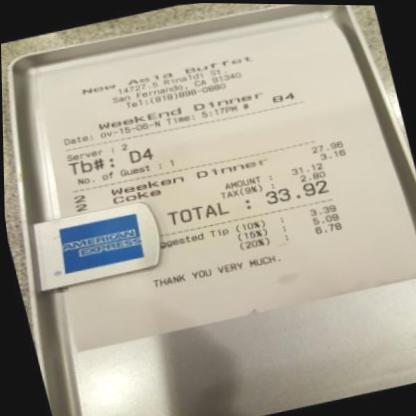 New Asia Buffet
14727.5 Rinaldi St.
San Fernando, CA 91340
Tel:(818)898-0880
WeekEnd Dinner
Date: 0V-15-06-N Time: 5:17PM # 84
Server : 2
Tb#: D4
No. of Guest : 1
2 Weeken Dinner 27.96
2 Coke 3.16
AMOUNT : 31.12
TAX(9%) : 2.80
TOTAL : 33.92
ggested Tip (10%) : 3.39
(15%) : 5.09
(20%) : 6.78
THANK YOU VERY MUCH.
AMERICAN
EXPRESS